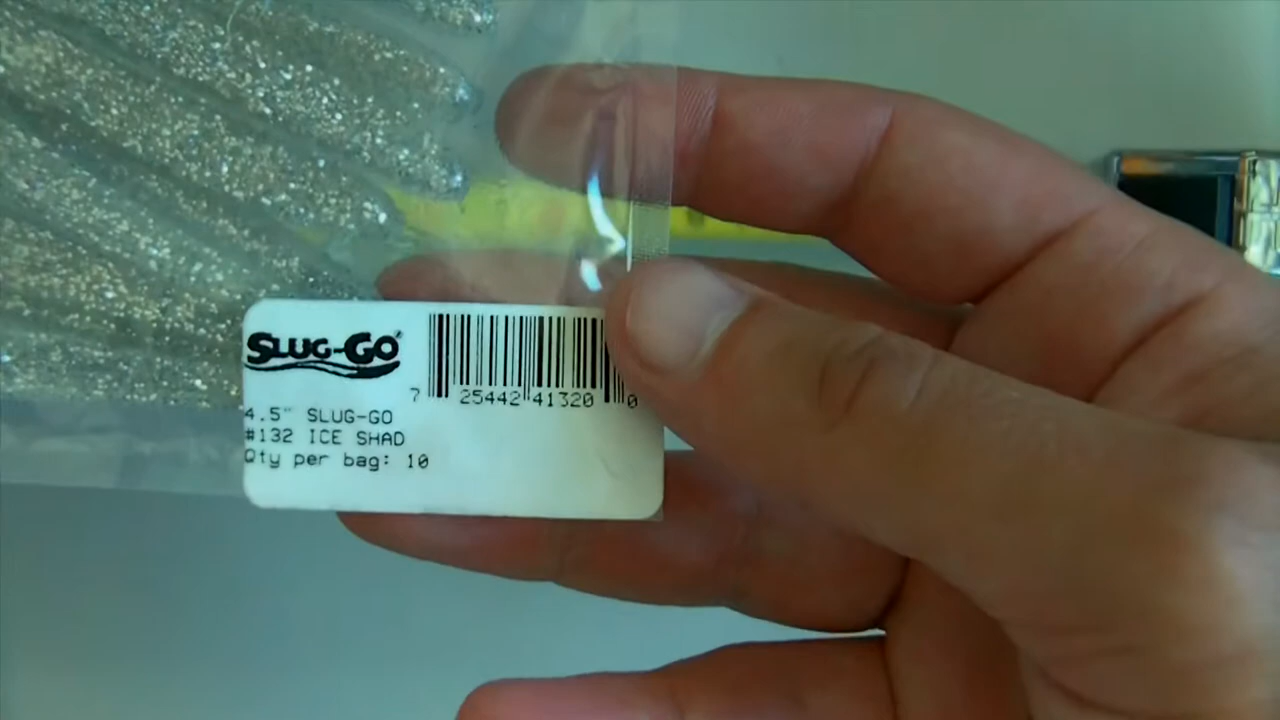 SLUG-GO
7 25442 41320 0
4.5" SLUG-GO
#132 ICE SHAD
Qty per bag: 10